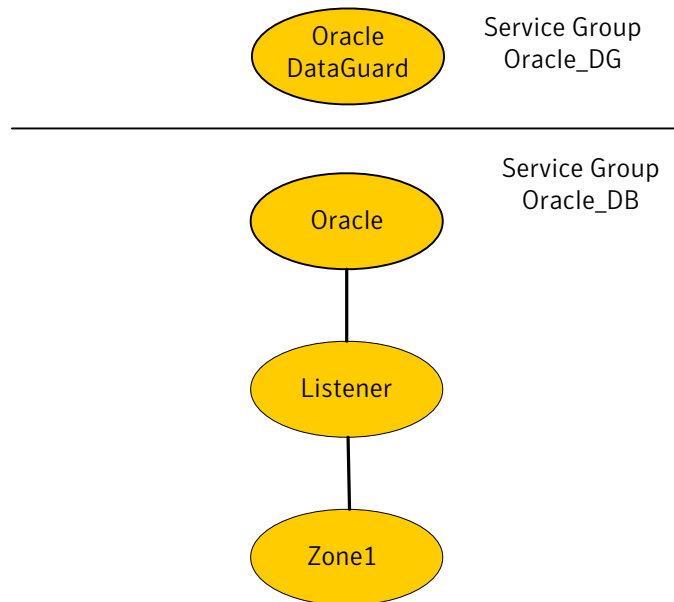 Oracle
DataGuard
Service Group
Oracle_DG
Service Group
Oracle_DB
Oracle
Listener
Zone1